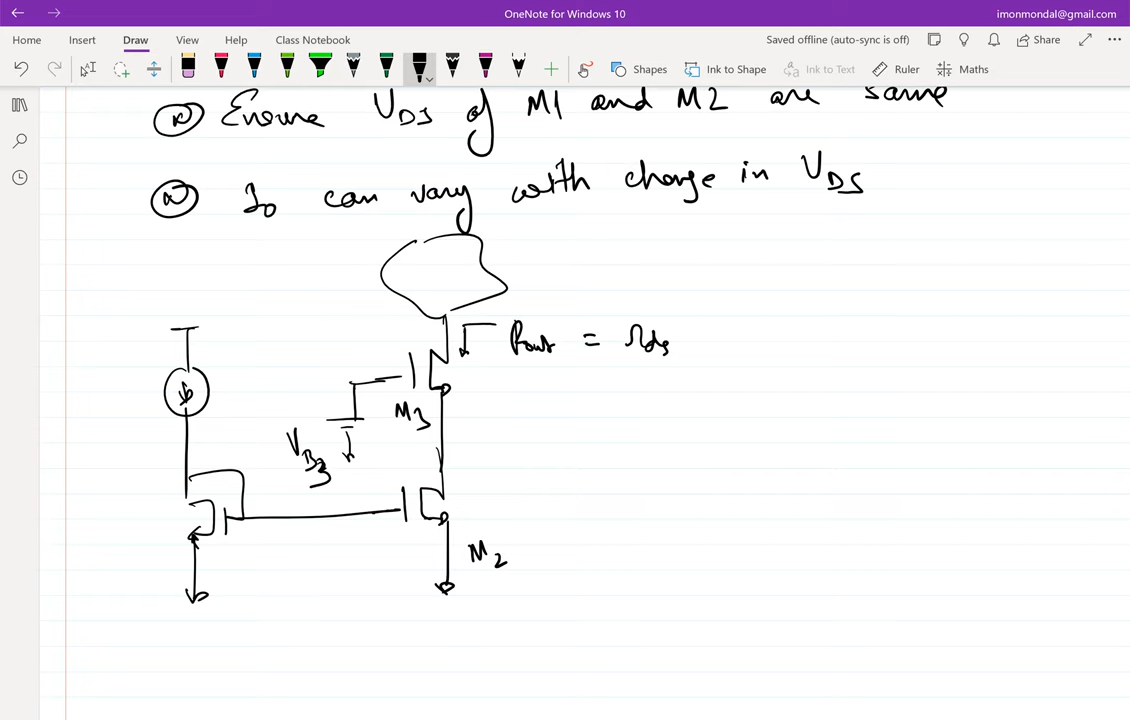 OneNote for Windows 10
imonmondal@gmail.com
Home Insert Draw View Help Class Notebook
Saved offline (auto-sync is off) Share
Shapes Ink to Shape Ink to Text Ruler Maths
Ensure VDS of M1 and M2 are same
I0 can vary with change in VDS
Rout = rds
M3
VB3
M2